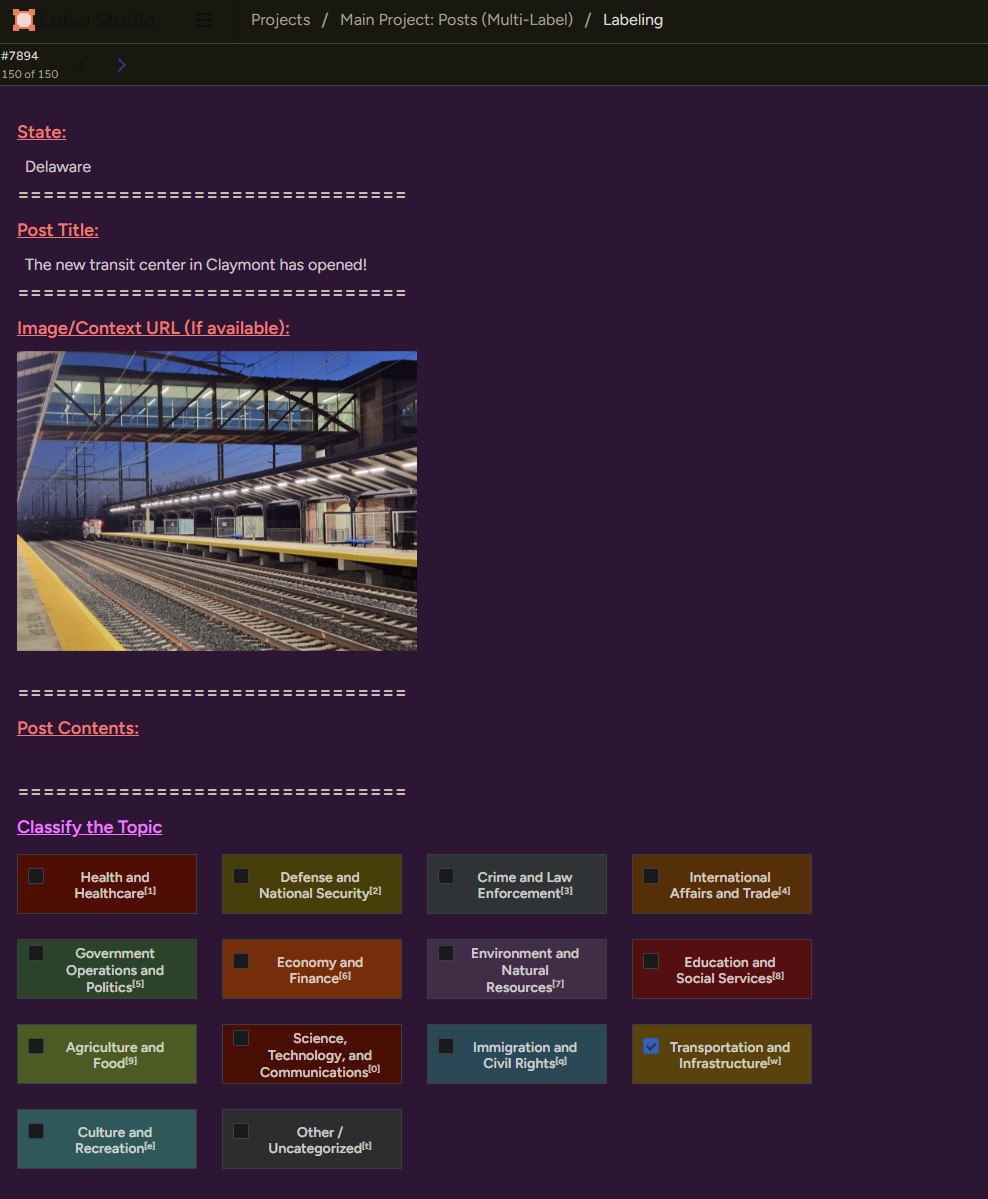 Label Studio
Projects / Main Project: Posts (Multi-Label) / Labeling
#7894
150 of 150
State:
Delaware
===============================
Post Title:
The new transit center in Claymont has opened!
===============================
Image/Context URL (If available):
===============================
Post Contents:
===============================
Classify the Topic
Health and
Healthcare[1]
Defense and
National Security[2]
Crime and Law
Enforcement[3]
International
Affairs and Trade[4]
Government
Operations and
Politics[5]
Economy and
Finance[6]
Environment and
Natural
Resources[7]
Education and
Social Services[8]
Agriculture and
Food[9]
Science,
Technology, and
Communications[0]
Immigration and
Civil Rights[q]
Transportation and
Infrastructure[w]
Culture and
Recreation[e]
Other /
Uncategorized[t]